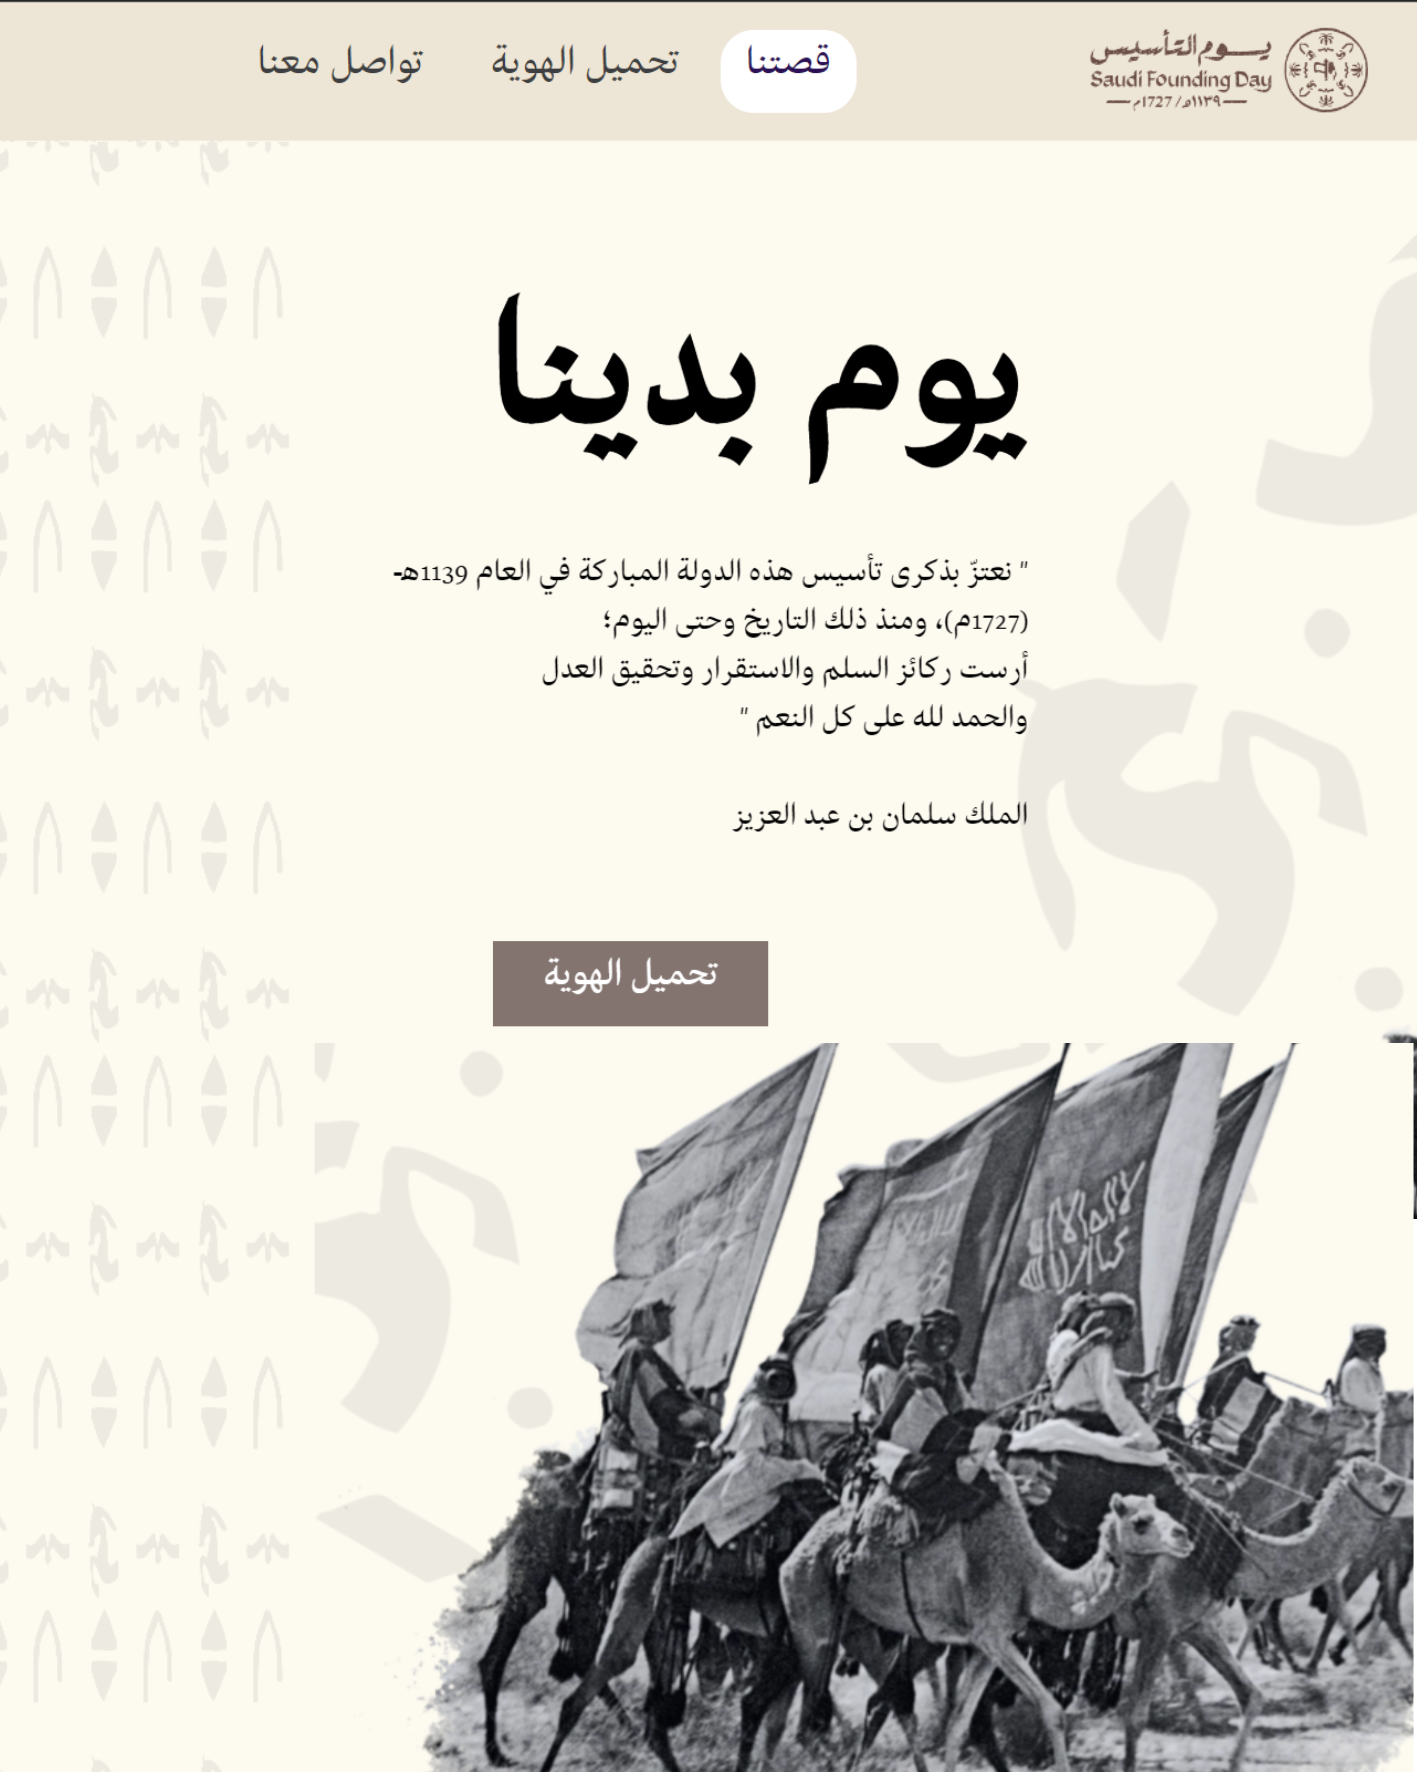 يوم التأسيس
Saudi Founding Day
١١٣٩هـ/ 1727م
قصتنا
تحميل الهوية
تواصل معنا
يوم بدينا
" نعتزّ بذكرى تأسيس هذه الدولة المباركة في العام 1139هـ-
(1727م)، ومنذ ذلك التاريخ وحتى اليوم؛
أرست ركائز السلم والاستقرار وتحقيق العدل
والحمد لله على كل النعم "
الملك سلمان بن عبد العزيز
تحميل الهوية